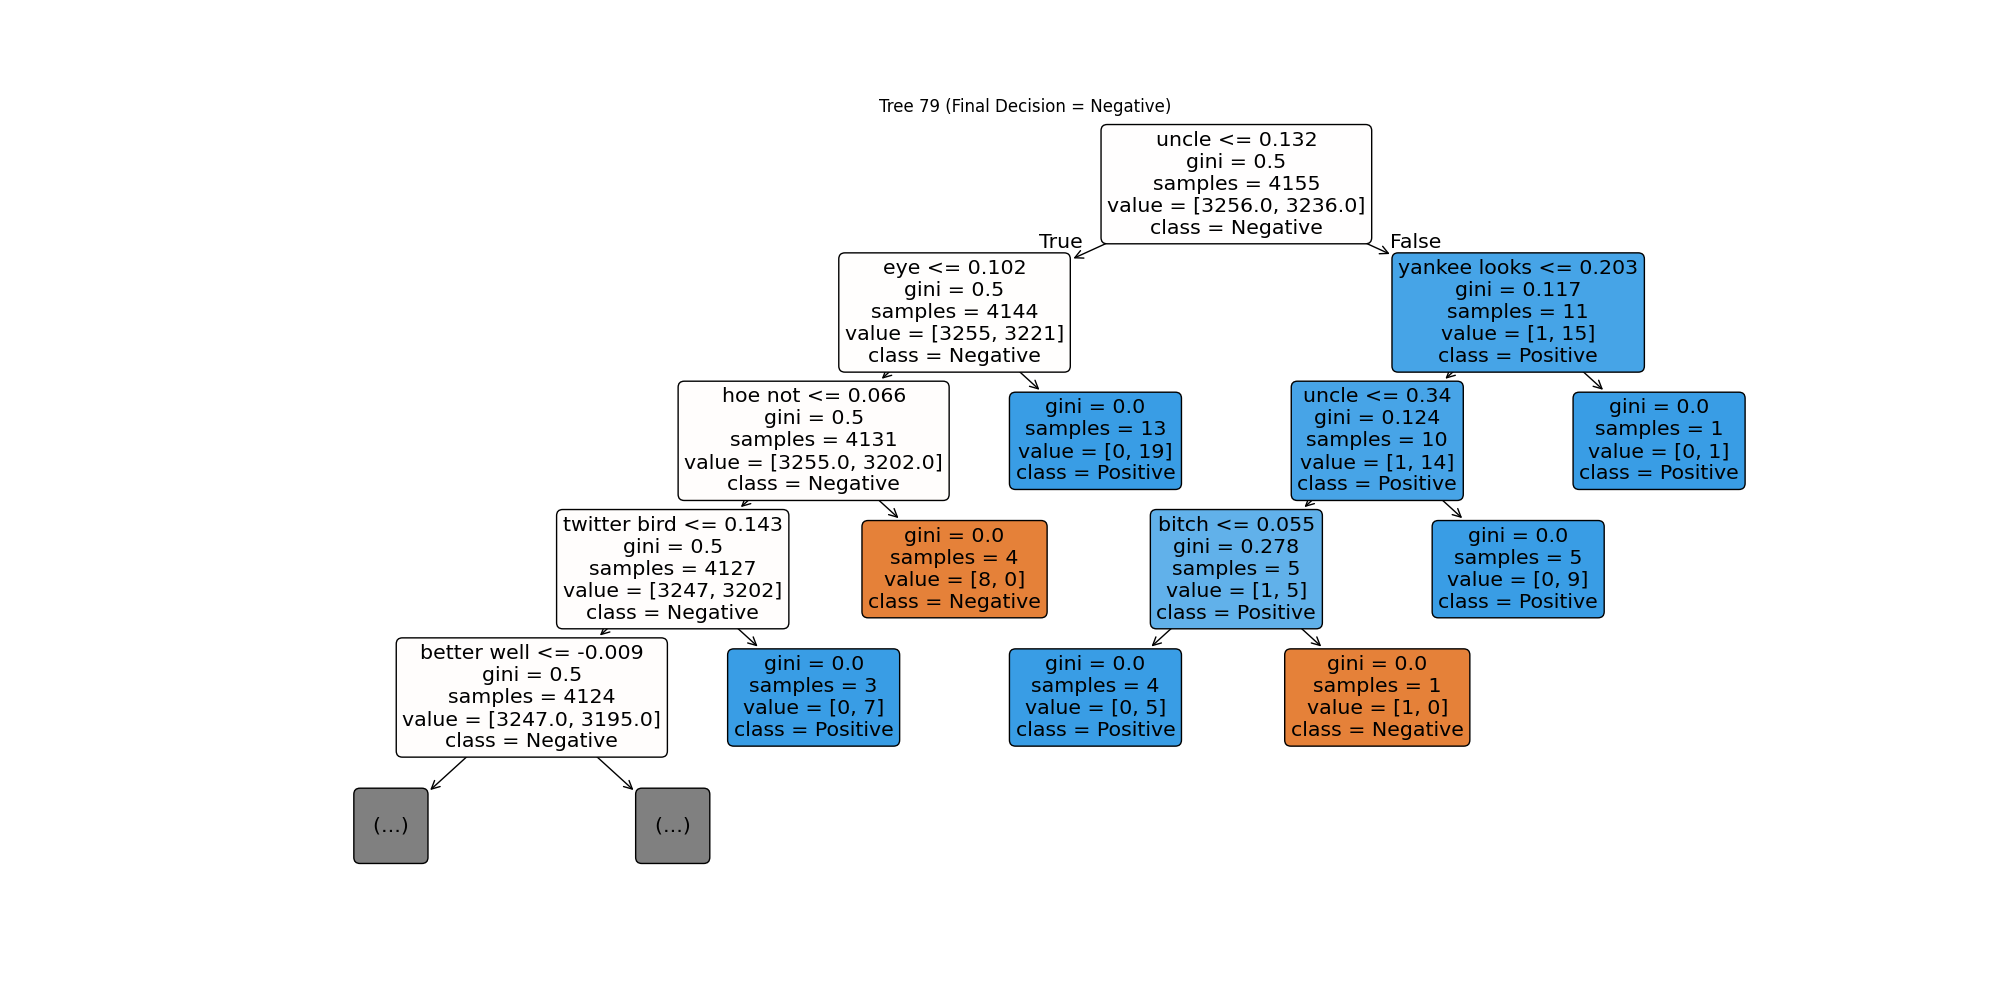 Tree 79 (Final Decision = Negative)
uncle <= 0.132
gini = 0.5
samples = 4155
value = [3256.0, 3236.0]
class = Negative
True
False
eye <= 0.102
gini = 0.5
samples = 4144
value = [3255, 3221]
class = Negative
yankee looks <= 0.203
gini = 0.117
samples = 11
value = [1, 15]
class = Positive
hoe not <= 0.066
gini = 0.5
samples = 4131
value = [3255.0, 3202.0]
class = Negative
gini = 0.0
samples = 13
value = [0, 19]
class = Positive
uncle <= 0.34
gini = 0.124
samples = 10
value = [1, 14]
class = Positive
gini = 0.0
samples = 1
value = [0, 1]
class = Positive
twitter bird <= 0.143
gini = 0.5
samples = 4127
value = [3247, 3202]
class = Negative
gini = 0.0
samples = 4
value = [8, 0]
class = Negative
bitch <= 0.055
gini = 0.278
samples = 5
value = [1, 5]
class = Positive
gini = 0.0
samples = 5
value = [0, 9]
class = Positive
better well <= -0.009
gini = 0.5
samples = 4124
value = [3247.0, 3195.0]
class = Negative
gini = 0.0
samples = 3
value = [0, 7]
class = Positive
gini = 0.0
samples = 4
value = [0, 5]
class = Positive
gini = 0.0
samples = 1
value = [1, 0]
class = Negative
(...)
(...)